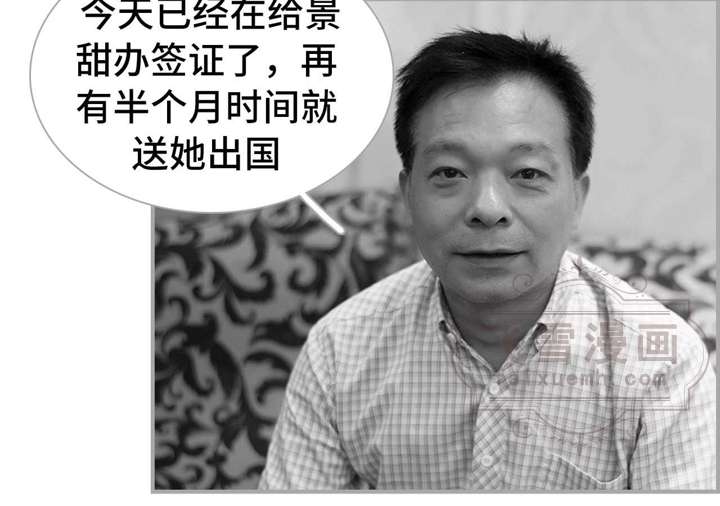 今天已经在给景
甜办签证了，再
有半个月时间就
送她出国
雪漫画